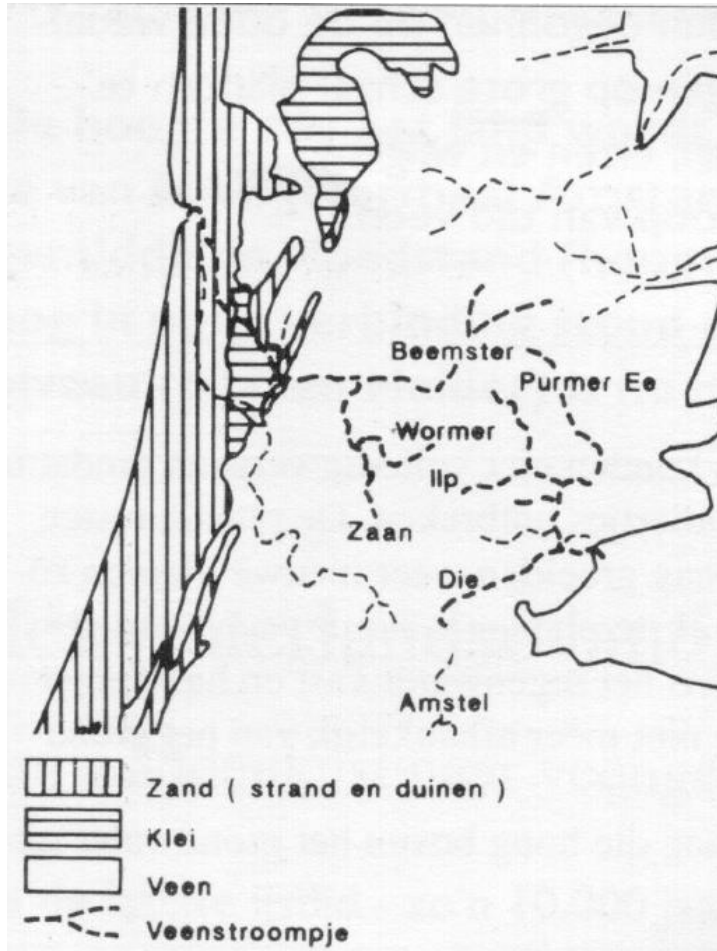 Beemster
Purmer Ee
Wormer
Ilp
Zaan
Die
Amstel
Zand ( strand en duinen )
Klei
Veen
Veenstroompje